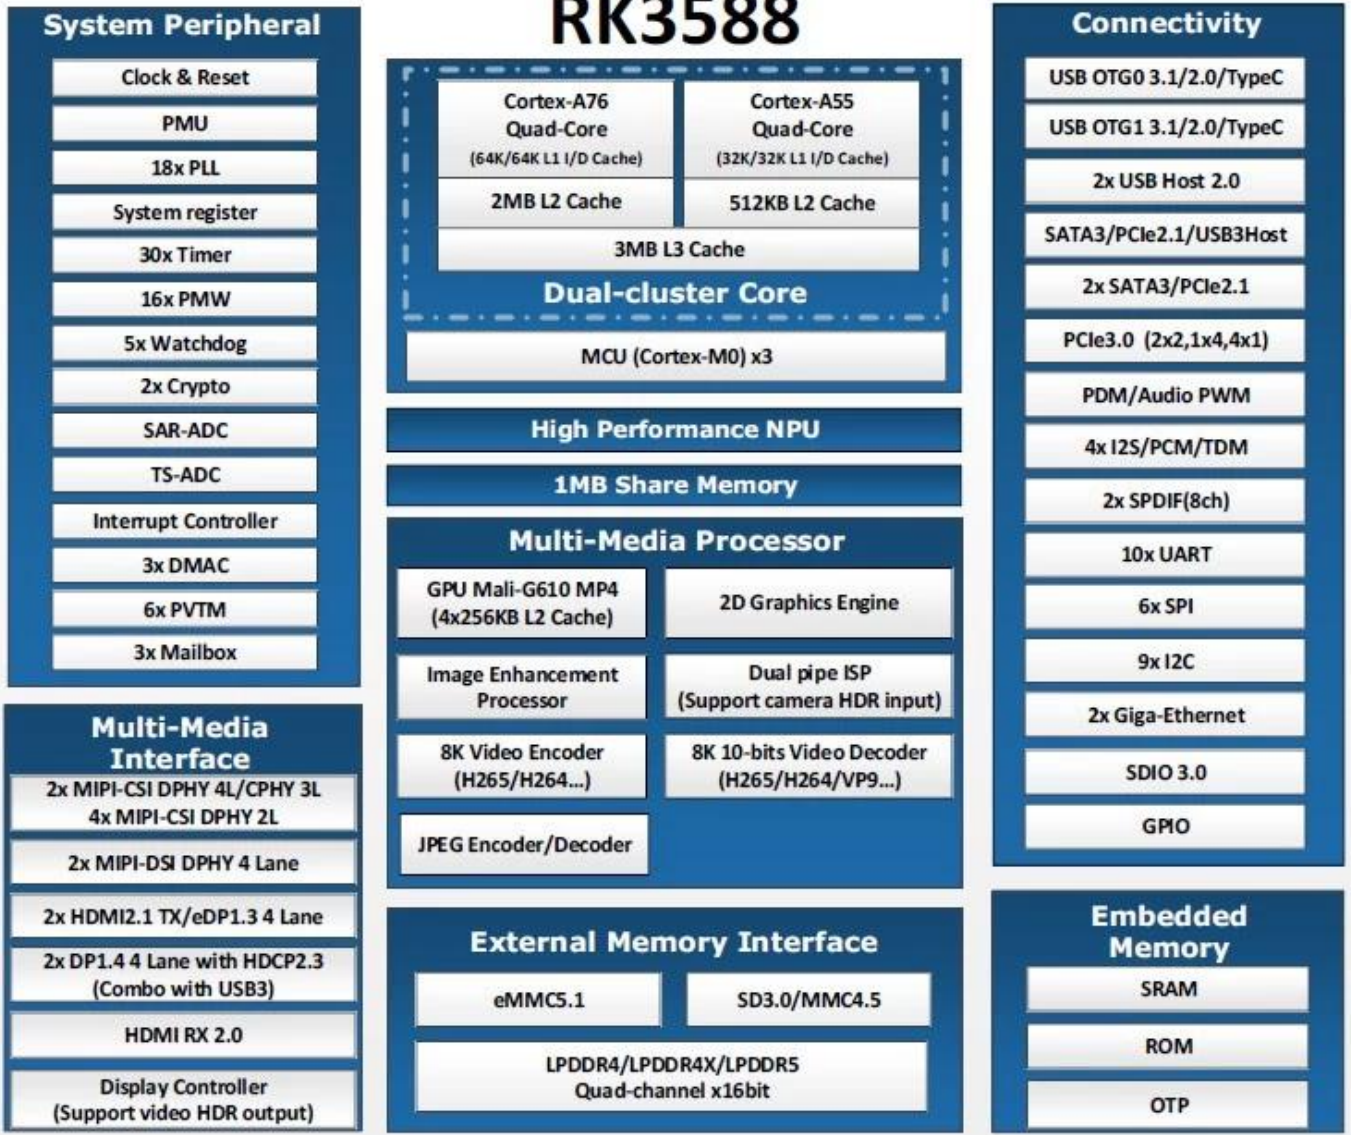 RK3588
System Peripheral
Clock & Reset
PMU
18x PLL
System register
30x Timer
16x PMW
5x Watchdog
2x Crypto
SAR-ADC
TS-ADC
Interrupt Controller
3x DMAC
6x PVTM
3x Mailbox
Multi-Media
Interface
2x MIPI-CSI DPHY 4L/CPHY 3L
4x MIPI-CSI DPHY 2L
2x MIPI-DSI DPHY 4 Lane
2x HDMI2.1 TX/eDP1.3 4 Lane
2x DP1.4 4 Lane with HDCP2.3
(Combo with USB3)
HDMI RX 2.0
Display Controller
(Support video HDR output)
Cortex-A76
Quad-Core
(64K/64K L1 I/D Cache)
2MB L2 Cache
Cortex-A55
Quad-Core
(32K/32K L1 I/D Cache)
512KB L2 Cache
3MB L3 Cache
Dual-cluster Core
MCU (Cortex-M0) x3
High Performance NPU
1MB Share Memory
Multi-Media Processor
GPU Mali-G610 MP4
(4x256KB L2 Cache)
2D Graphics Engine
Image Enhancement
Processor
Dual pipe ISP
(Support camera HDR input)
8K Video Encoder
(H265/H264...)
8K 10-bits Video Decoder
(H265/H264/VP9...)
JPEG Encoder/Decoder
External Memory Interface
eMMC5.1
SD3.0/MMC4.5
LPDDR4/LPDDR4X/LPDDR5
Quad-channel x16bit
Connectivity
USB OTG0 3.1/2.0/TypeC
USB OTG1 3.1/2.0/TypeC
2x USB Host 2.0
SATA3/PCIe2.1/USB3Host
2x SATA3/PCIe2.1
PCIe3.0 (2x2,1x4,4x1)
PDM/Audio PWM
4x I2S/PCM/TDM
2x SPDIF(8ch)
10x UART
6x SPI
9x I2C
2x Giga-Ethernet
SDIO 3.0
GPIO
Embedded
Memory
SRAM
ROM
OTP